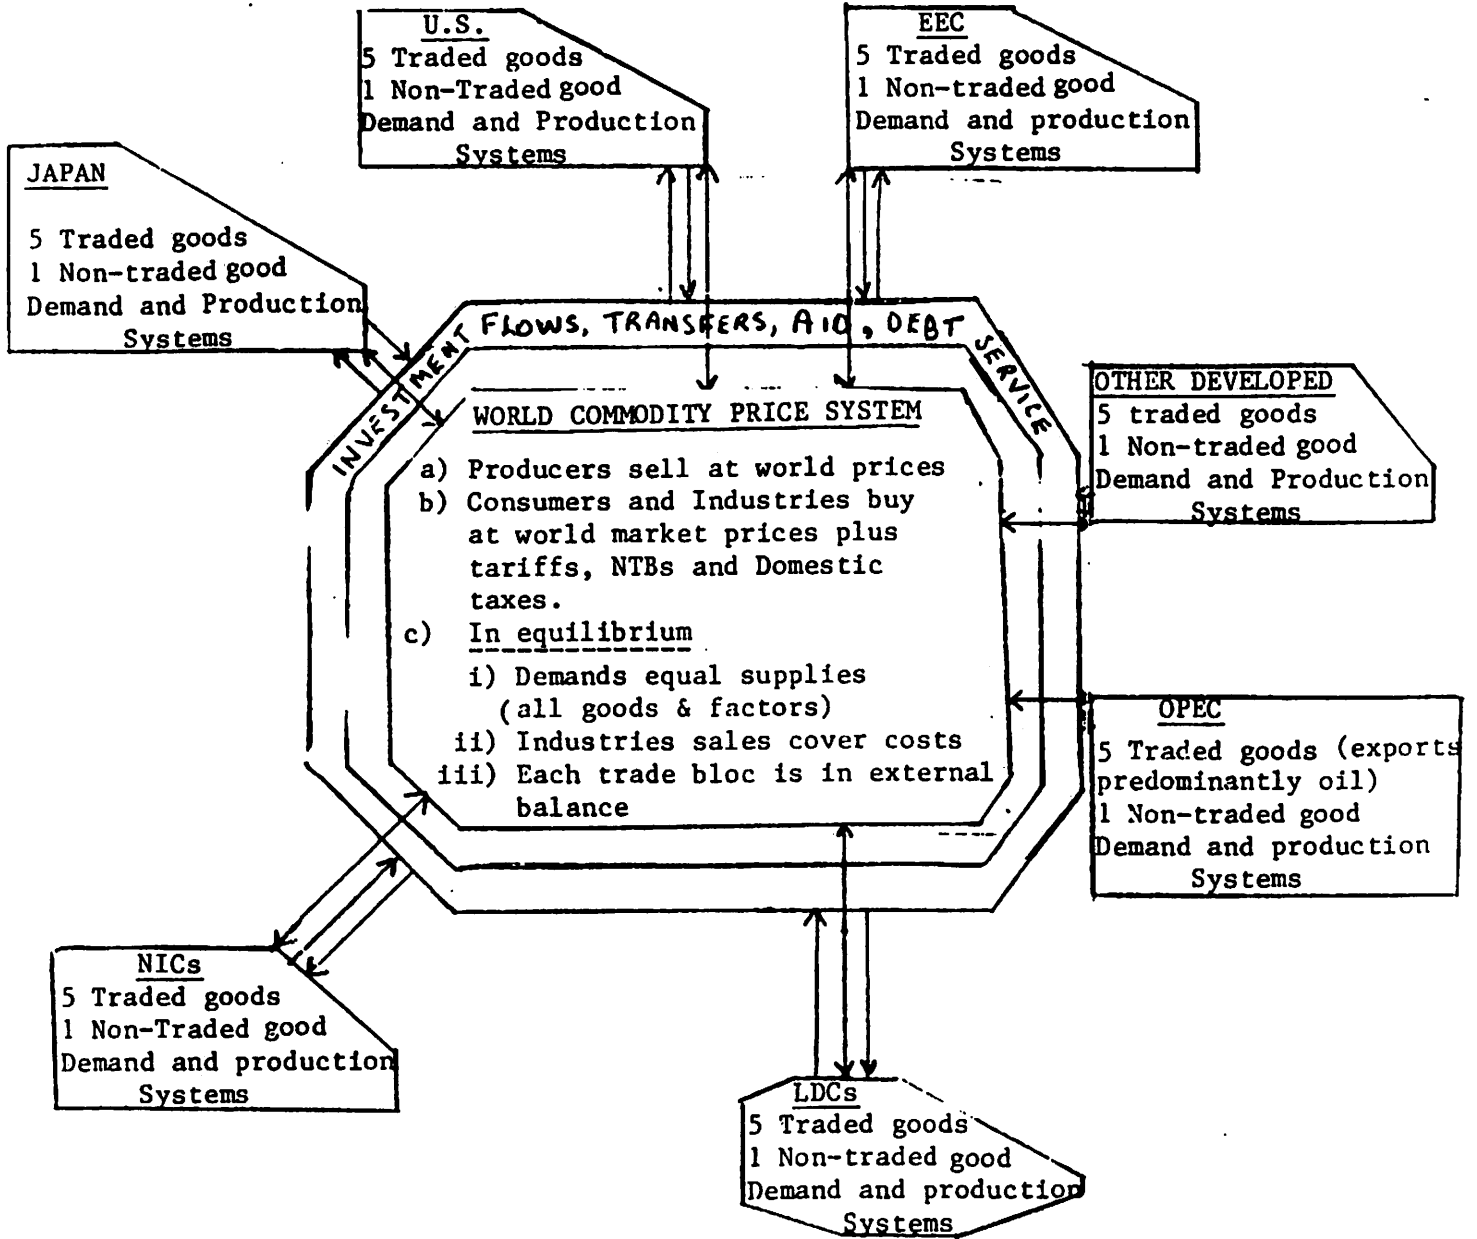 U.S.
5 Traded goods
1 Non-Traded good
Demand and Production
Systems
EEC
5 Traded goods
1 Non-traded good
Demand and production
Systems
JAPAN
5 Traded goods
1 Non-traded good
Demand and Production
Systems
INVESTMENT FLOWS, TRANSFERS, AID, DEBT SERVICE
OTHER DEVELOPED
5 traded goods
1 Non-traded good
Demand and Production
Systems
WORLD COMMODITY PRICE SYSTEM
a) Producers sell at world prices
b) Consumers and Industries buy
at world market prices plus
tariffs, NTBs and Domestic
taxes.
c) In equilibrium
i) Demands equal supplies
(all goods & factors)
ii) Industries sales cover costs
iii) Each trade bloc is in external
balance
OPEC
5 Traded goods (exports
predominantly oil)
1 Non-traded good
Demand and production
Systems
NICs
5 Traded goods
1 Non-Traded good
Demand and production
Systems
LDCs
5 Traded goods
1 Non-traded good
Demand and production
Systems